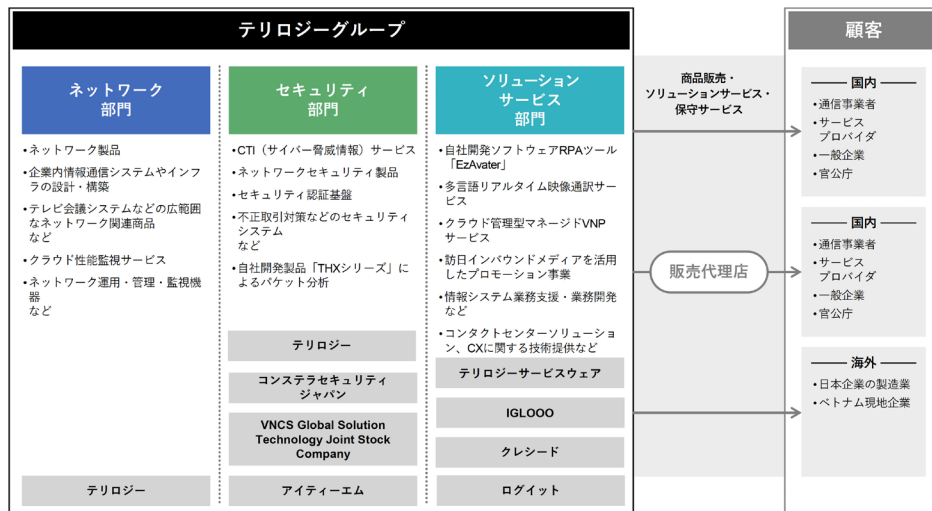 テリロジーグループ
ネットワーク
部門
・ネットワーク製品
・企業内情報通信システムやインフ
ラの設計・構築
・テレビ会議システムなどの広範囲
なネットワーク関連商品
など
・クラウド性能監視サービス
・ネットワーク運用・管理・監視機
器
など
テリロジー
セキュリティ
部門
・CTI（サイバー脅威情報）サービス
・ネットワークセキュリティ製品
・セキュリティ認証基盤
・不正取引対策などのセキュリティ
システム
など
・自社開発製品「THXシリーズ」に
よるパケット分析
テリロジー
コンステラセキュリティ
ジャパン
VNCS Global Solution
Technology Joint Stock
Company
アイティーエム
ソリューション
サービス
部門
・自社開発ソフトウェアRPAツール
「EzAvater」
・多言語リアルタイム映像通訳サー
ビス
・クラウド管理型マネージドVNP
サービス
・訪日インバウンドメディアを活用
したプロモーション事業
・情報システム業務支援・業務開発
など
・コンタクトセンターソリューショ
ン、CXに関する技術提供など
テリロジーサービスウェア
IGLOOO
クレシード
ログイット
商品販売・
ソリューションサービス・
保守サービス
販売代理店
顧客
国内
・通信事業者
・サービス
プロバイダ
・一般企業
・官公庁
国内
・通信事業者
・サービス
プロバイダ
・一般企業
・官公庁
海外
・日本企業の製造業
・ベトナム現地企業